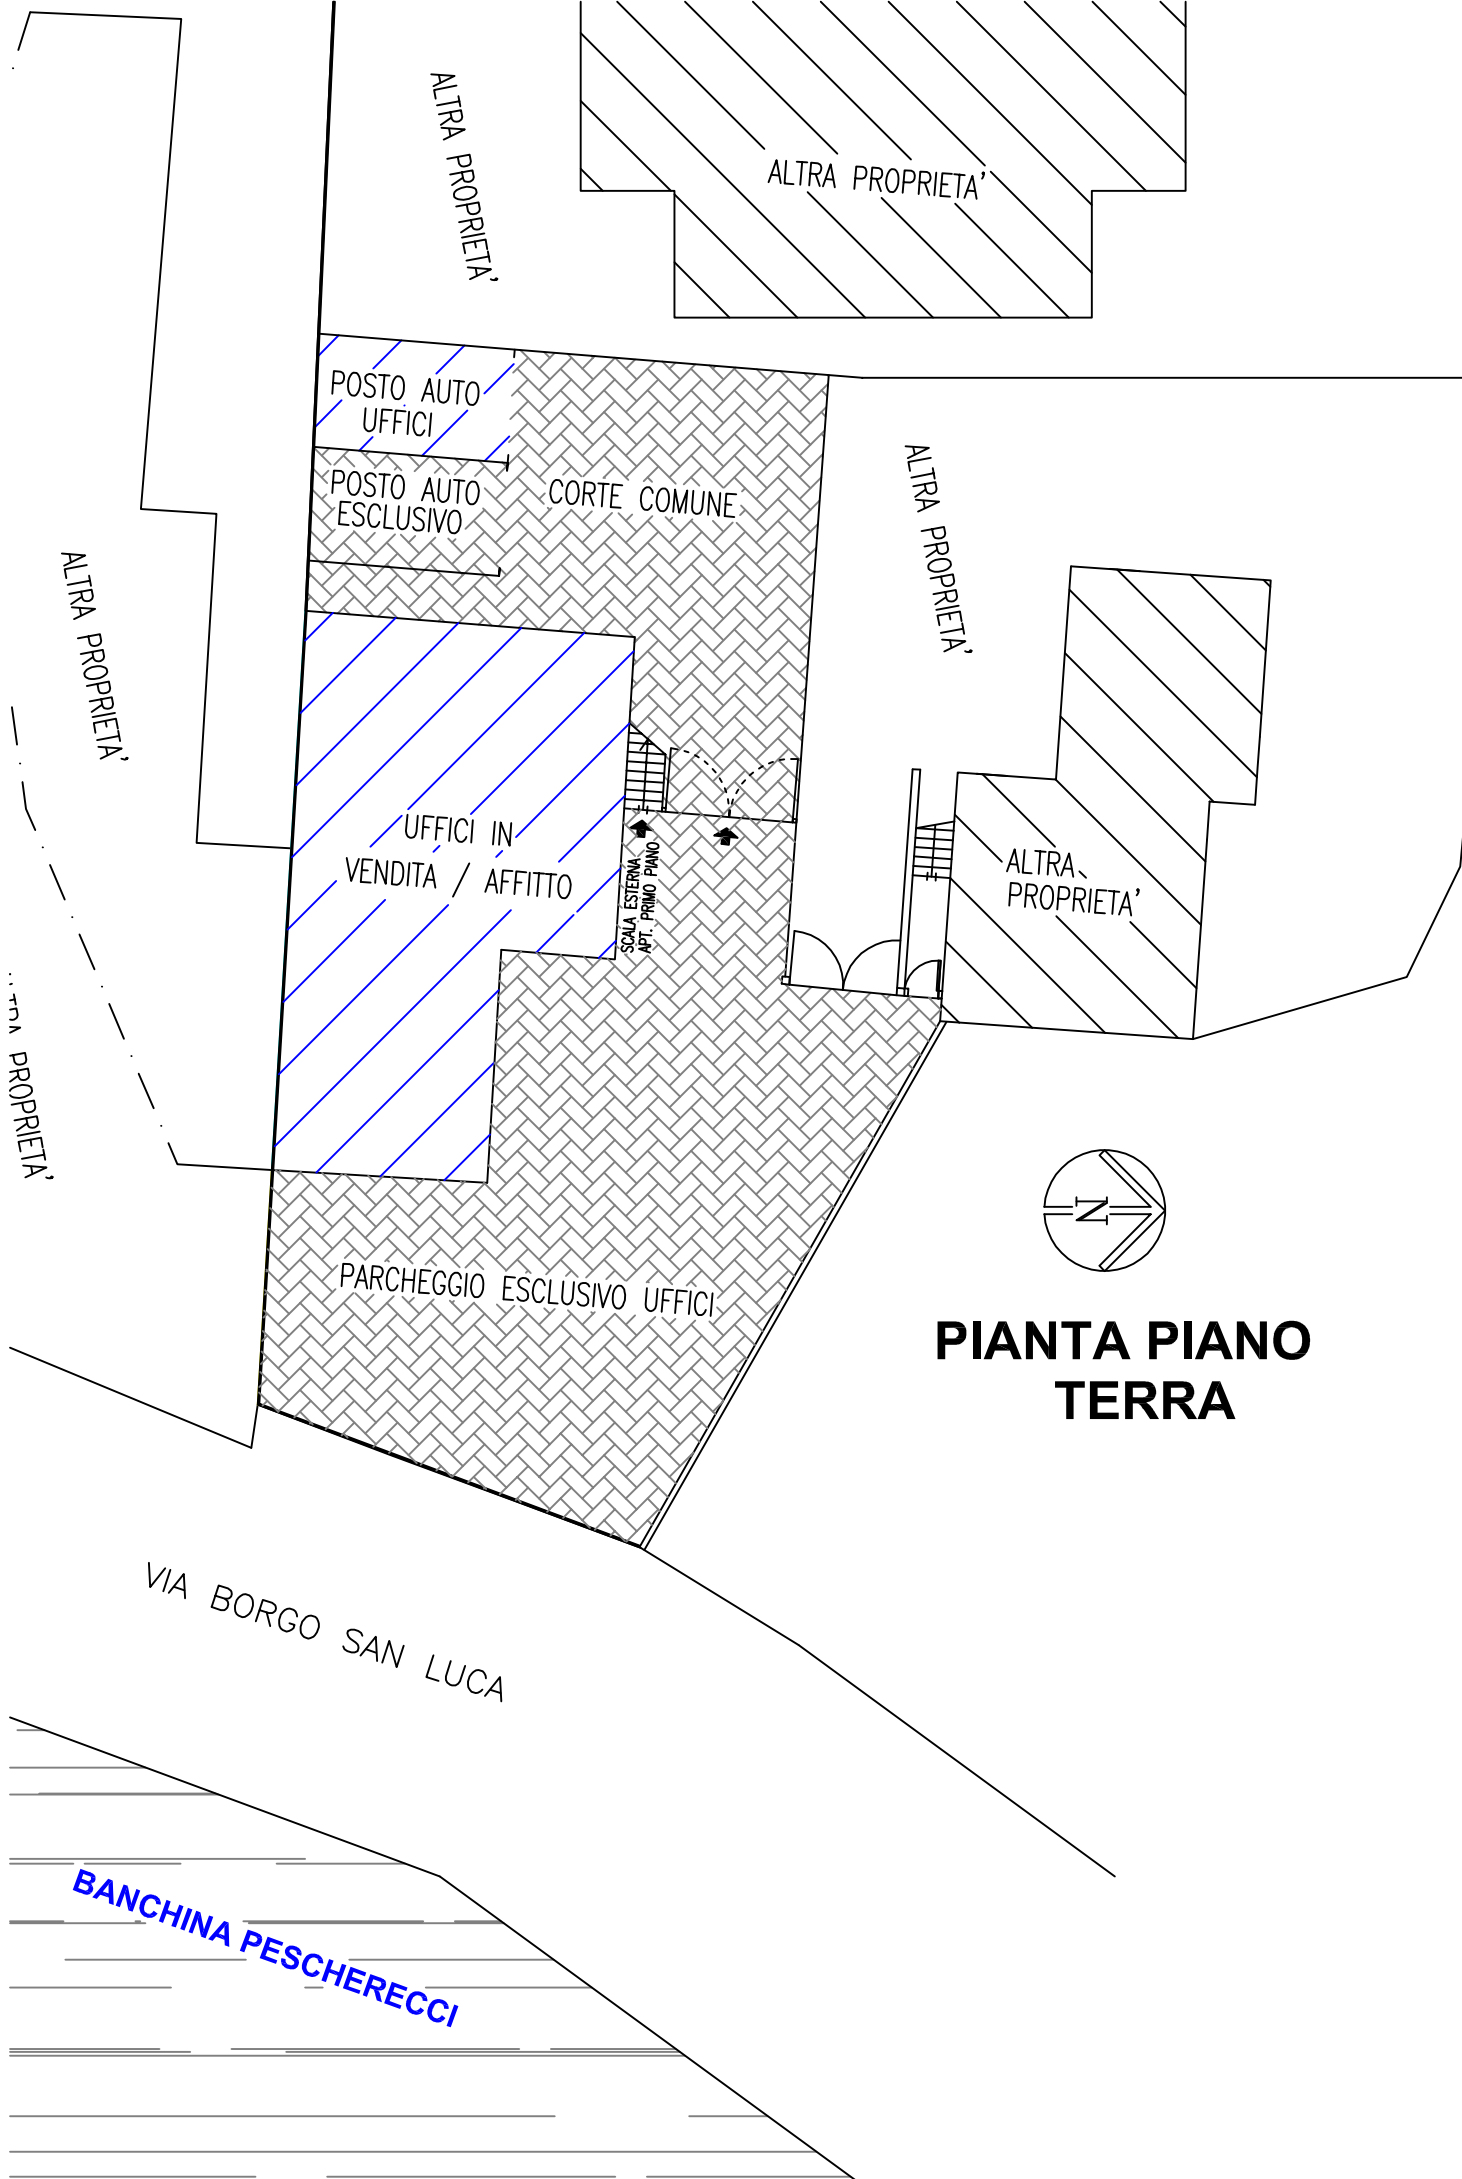 ALTRA PROPRIETA'
ALTRA PROPRIETA'
POSTO AUTO
UFFICI
POSTO AUTO
ESCLUSIVO
CORTE COMUNE
ALTRA PROPRIETA'
ALTRA PROPRIETA'
UFFICI IN
VENDITA / AFFITTO
SCALA ESTERNA
APT. PRIMO PIANO
ALTRA
PROPRIETA'
PROPRIETA'
N
PARCHEGGIO ESCLUSIVO UFFICI
PIANTA PIANO
TERRA
VIA BORGO SAN LUCA
BANCHINA PESCHERECCI